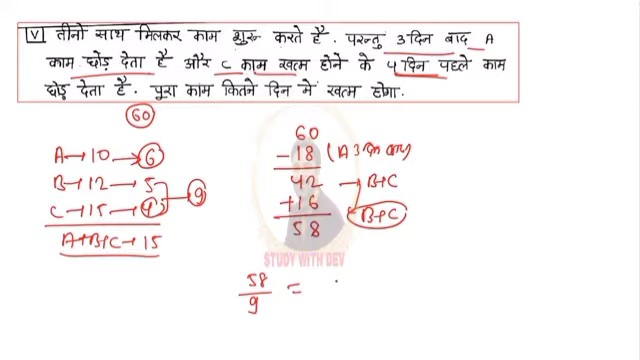 (v) तीनो साथ मिलकर काम शुरू करते है. परन्तु 3 दिन बाद A
काम छोड़ देता है और C काम खत्म होने के 4 दिन पहले काम
छोड़ देता है. पूरा काम कितने दिन में खत्म होगा.
60
A→10→6
B→12→5
C→15→4
9
A+B+C→15
60
-18 (A 3 दिन काम)
42 → B+C
+16
58 B+C
STUDY WITH DEV
58/9 =